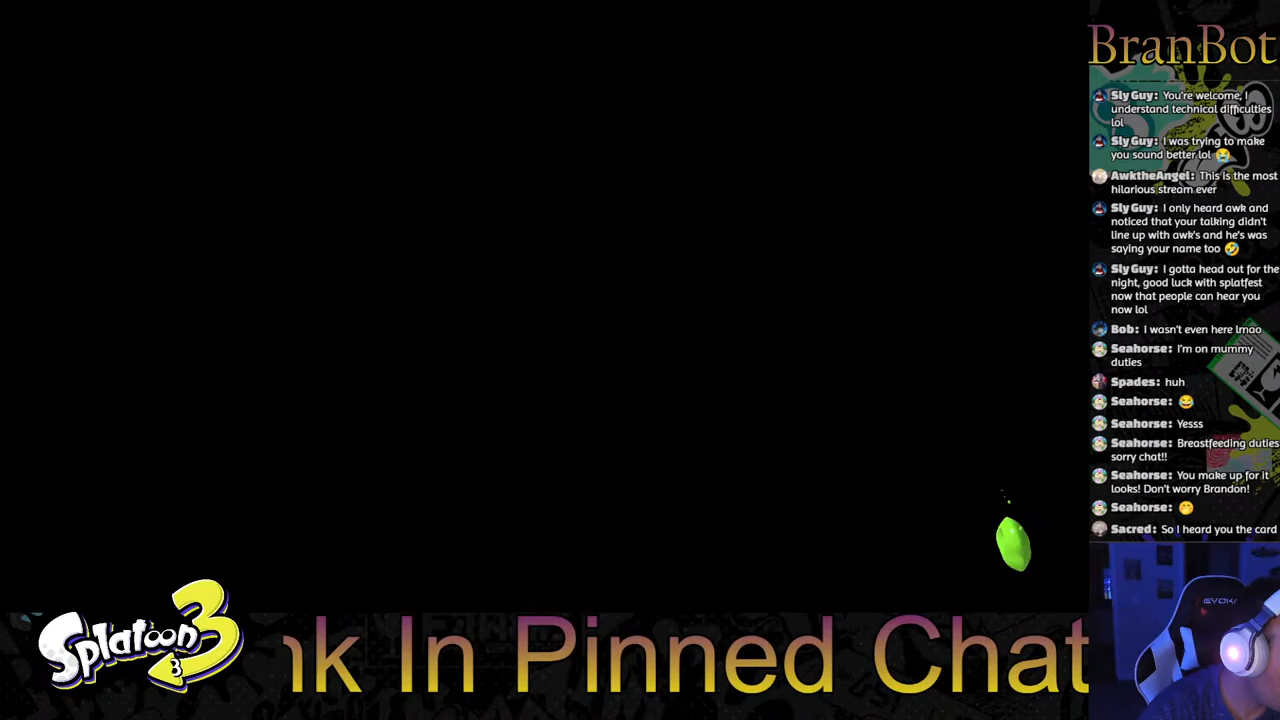 BranBot
Sly Guy: You're welcome, I
understand technical difficulties
lol
Sly Guy: I was trying to make
you sound better lol 😭
AwktheAngel: This is the most
hilarious stream ever
Sly Guy: I only heard awk and
noticed that your talking didn't
line up with awk's and he's was
saying your name too 🤣
Sly Guy: I gotta head out for the
night, good luck with splatfest
now that people can hear you
now lol
Bob: I wasn't even here lmao
Seahorse: I'm on mummy
duties
Spades: huh
Seahorse: 😂
Seahorse: Yesss
Seahorse: Breastfeeding duties
sorry chat!!
Seahorse: You make up for it
looks! Don't worry Brandon!
Seahorse: 🤭
Sacred: So I heard you the card
EVOKA
Splatoon 3
3
nk In Pinned Chat